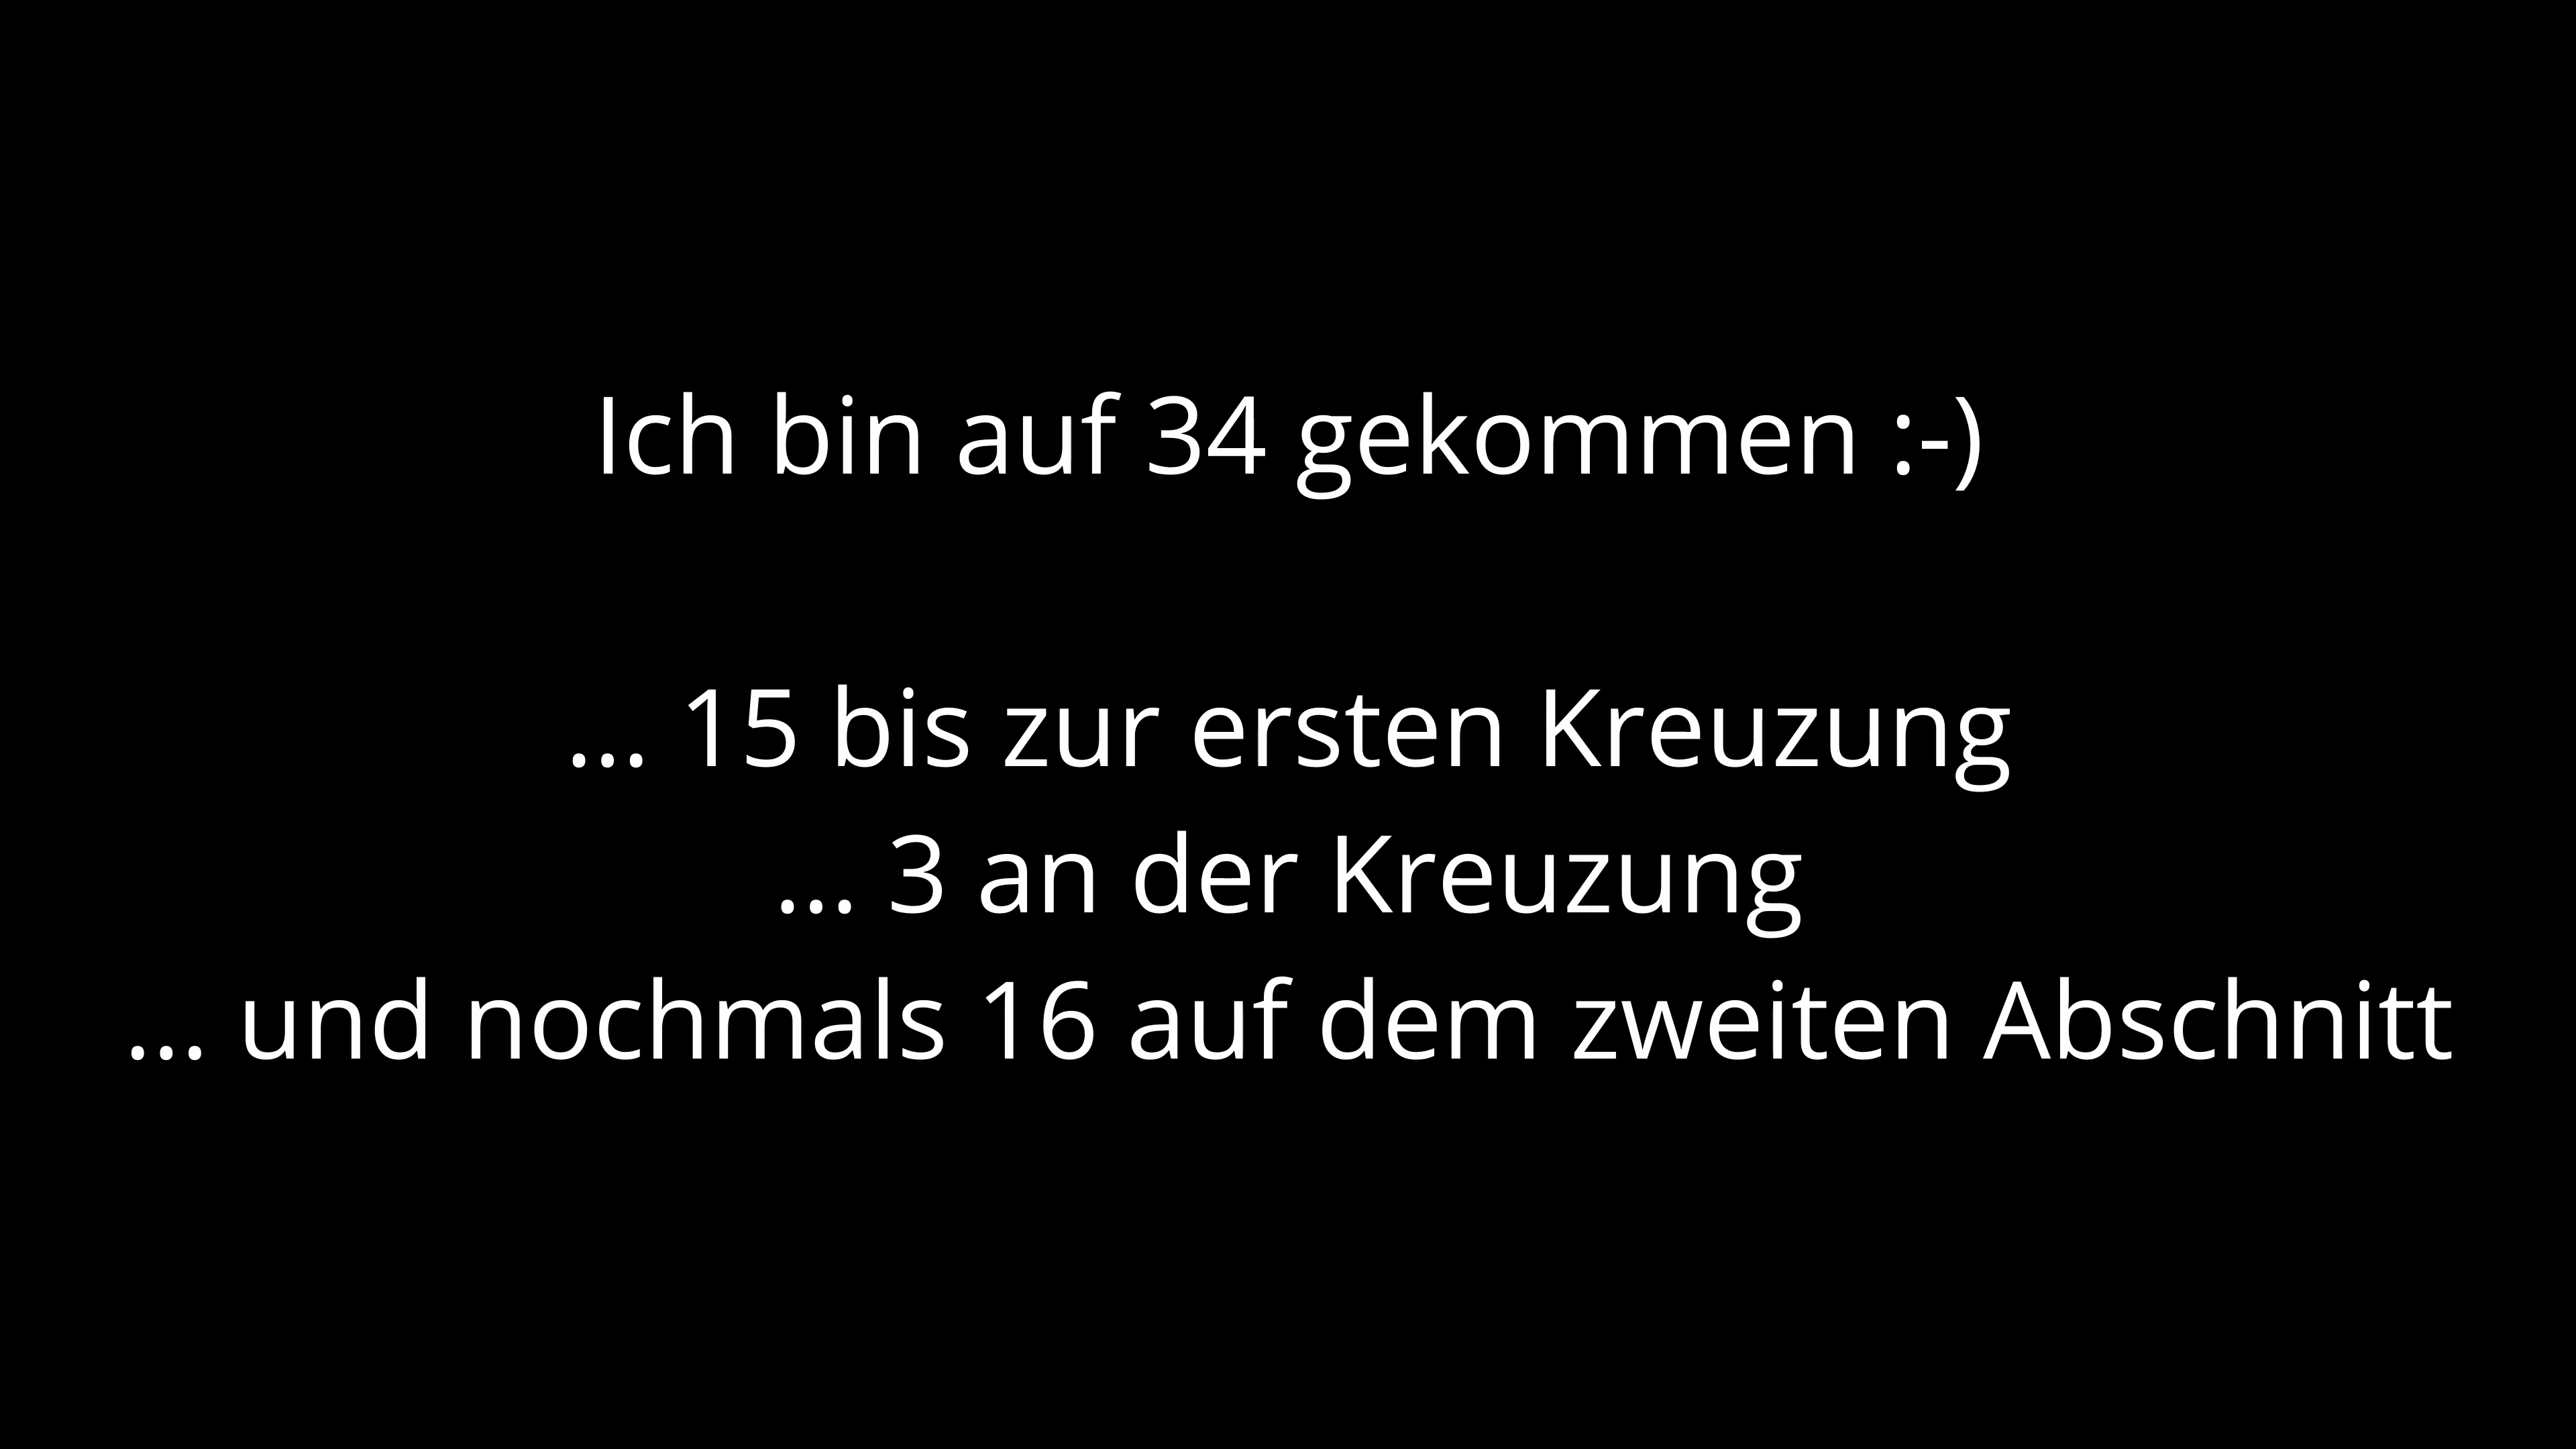 Ich bin auf 34 gekommen :-)
... 15 bis zur ersten Kreuzung
... 3 an der Kreuzung
... und nochmals 16 auf dem zweiten Abschnitt